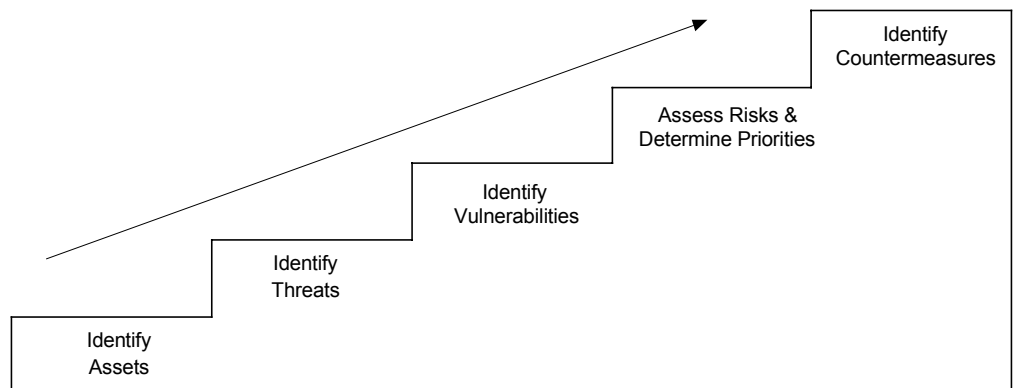 Identify
Countermeasures
Assess Risks &
Determine Priorities
Identify
Vulnerabilities
Identify
Threats
Identify
Assets